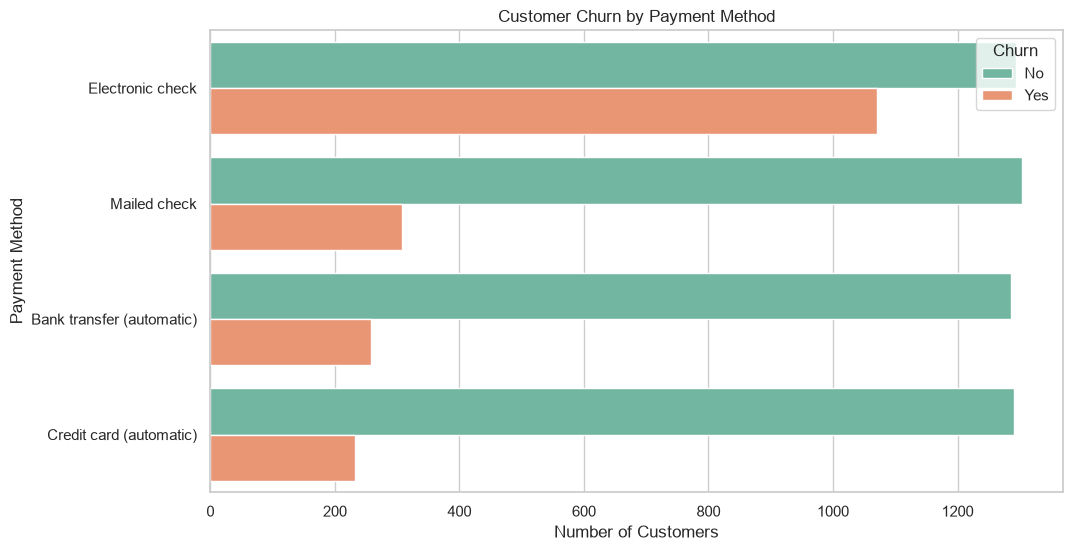 Customer Churn by Payment Method
Churn
No
Yes
Payment Method
Electronic check
Mailed check
Bank transfer (automatic)
Credit card (automatic)
0 200 400 600 800 1000 1200
Number of Customers